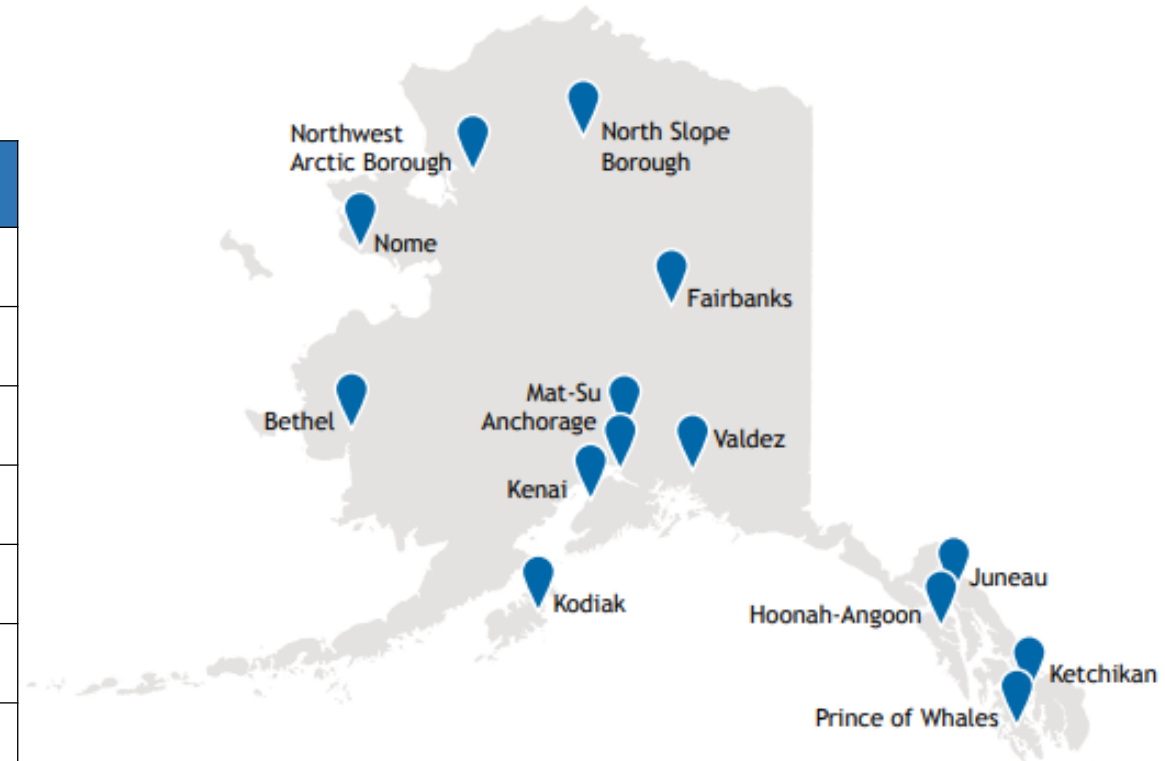 Northwest
Arctic Borough
North Slope
Borough
Nome
Fairbanks
Mat-Su
Anchorage
Bethel
Valdez
Kenai
Juneau
Kodiak
Hoonah-Angoon
Ketchikan
Prince of Whales